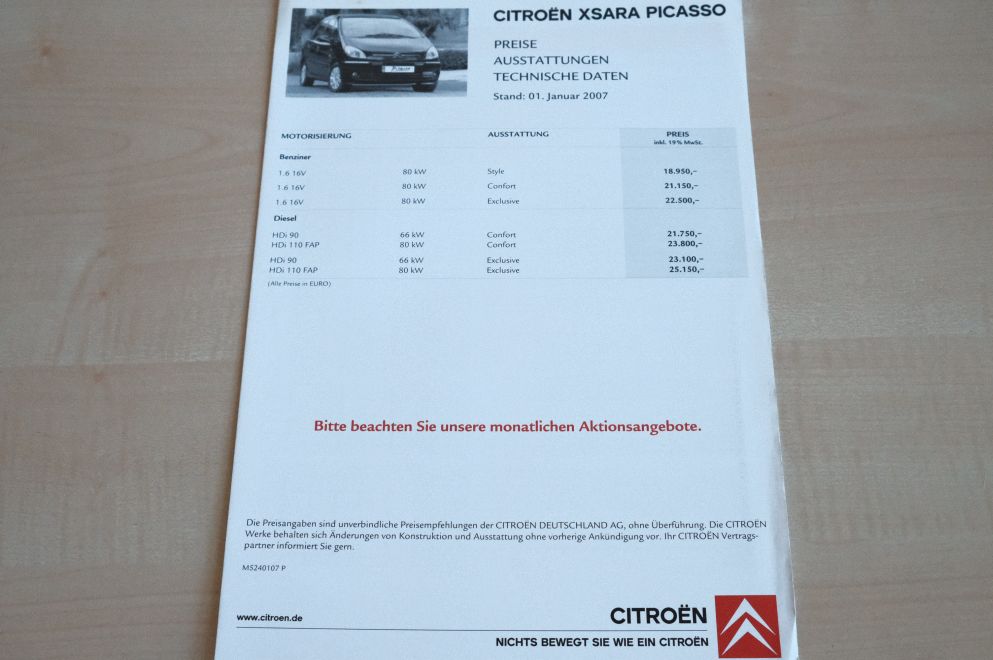 CITROËN XSARA PICASSO
PREISE
AUSSTATTUNGEN
TECHNISCHE DATEN
Stand: 01. Januar 2007
MOTORISIERUNG AUSSTATTUNG PREIS
inkl. 19% MwSt.
Benziner
1.6 16V 80 kW Style 18.950,–
1.6 16V 80 kW Confort 21.150,–
1.6 16V 80 kW Exclusive 22.500,–
Diesel
HDi 90 66 kW Confort 21.750,–
HDi 110 FAP 80 kW Confort 23.800,–
HDi 90 66 kW Exclusive 23.100,–
HDi 110 FAP 80 kW Exclusive 25.150,–
(Alle Preise in EURO)
Bitte beachten Sie unsere monatlichen Aktionsangebote.
Die Preisangaben sind unverbindliche Preisempfehlungen der CITROËN DEUTSCHLAND AG, ohne Überführung. Die CITROËN
Werke behalten sich Änderungen von Konstruktion und Ausstattung ohne vorherige Ankündigung vor. Ihr CITROËN Vertrags-
partner informiert Sie gern.
MS240107 P
www.citroen.de
CITROËN
NICHTS BEWEGT SIE WIE EIN CITROËN